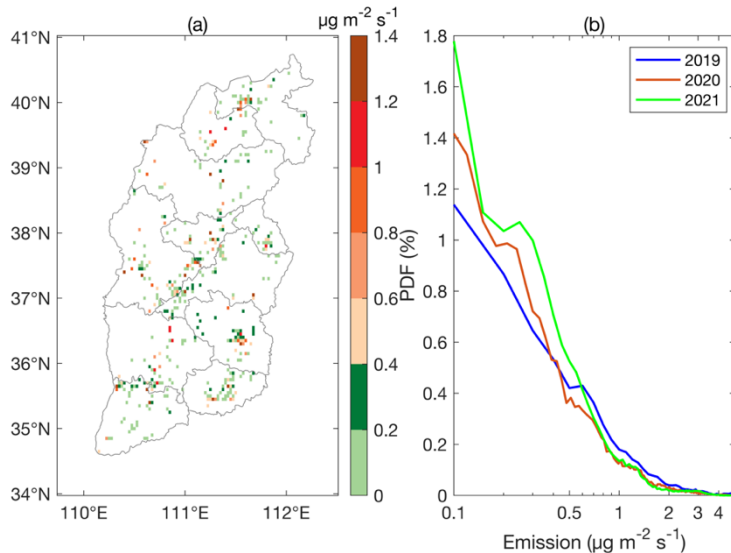 (a)
µg m⁻² s⁻¹
41°N
40°N
39°N
38°N
37°N
36°N
35°N
34°N
110°E
111°E
112°E
1.4
1.2
1
0.8
0.6
0.4
0.2
0
(b)
PDF (%)
1.8
1.6
1.4
1.2
1
0.8
0.6
0.4
0.2
0
2019
2020
2021
0.1
0.5
1
2
3
4
Emission (µg m⁻² s⁻¹)